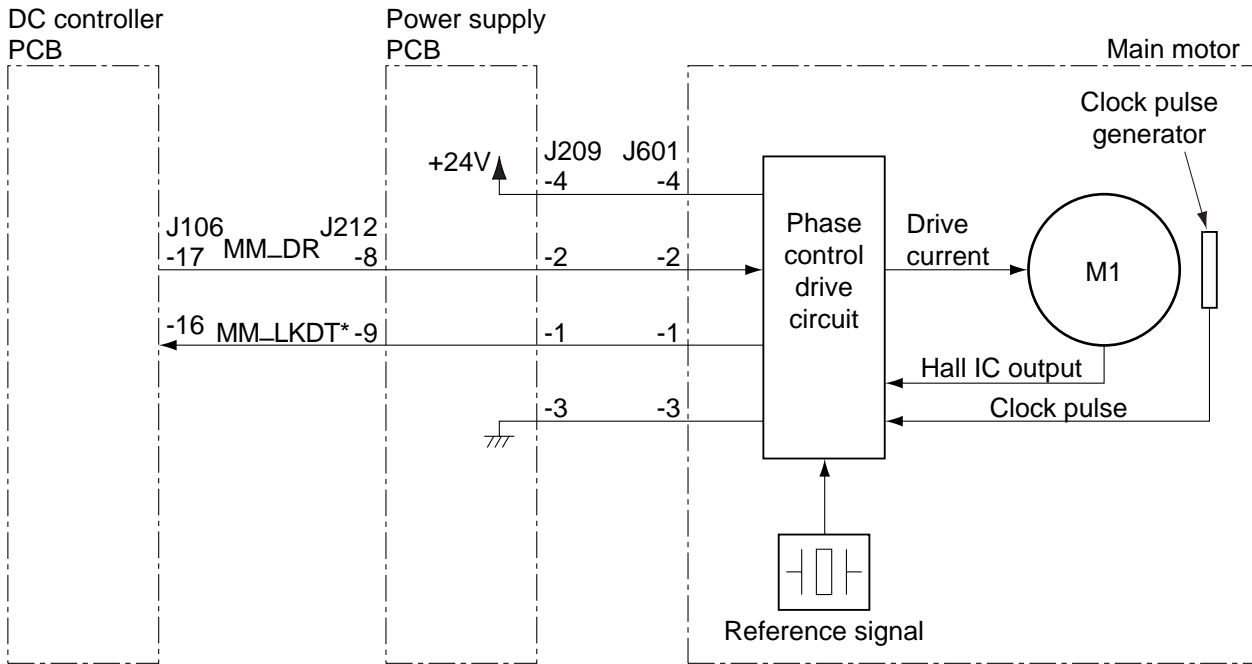 DC controller
PCB
Power supply
PCB
Main motor
Clock pulse
generator
+24V
J209 J601
-4 -4
J106 J212
-17 MM_DR -8
-2 -2
-16 MM_LKDT* -9
-1 -1
-3 -3
Phase
control
drive
circuit
Drive
current
M1
Hall IC output
Clock pulse
Reference signal